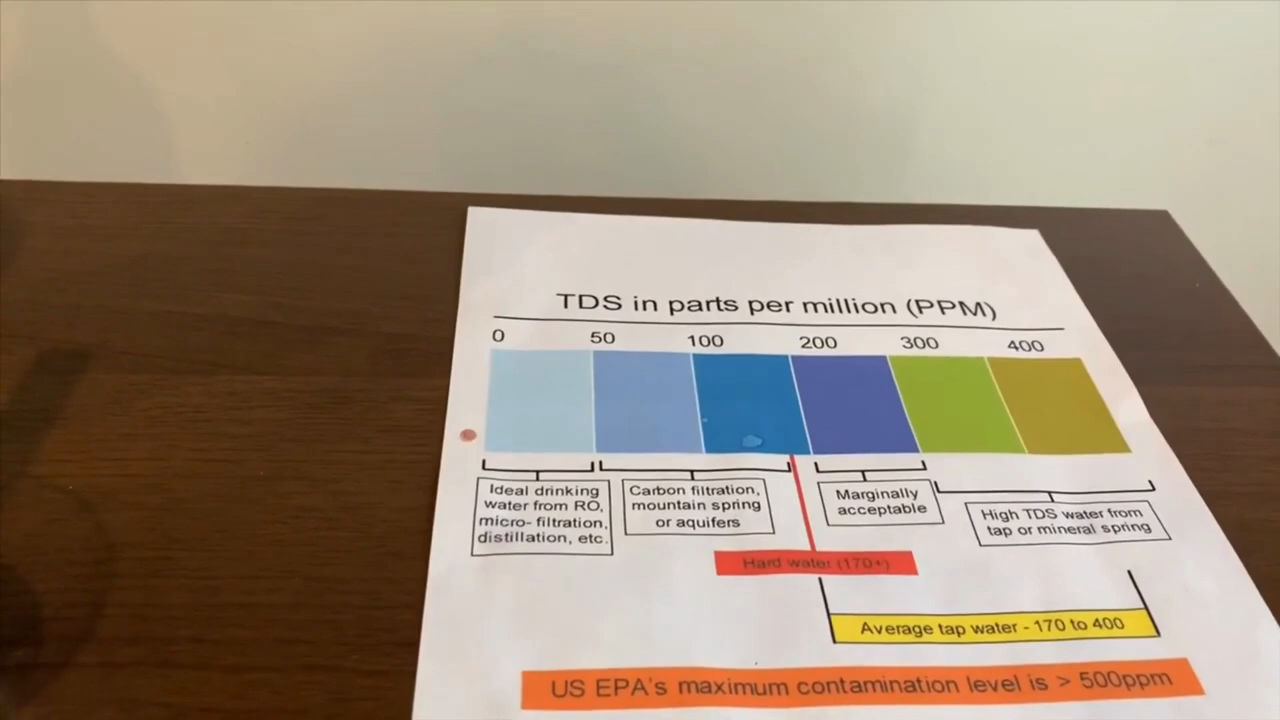 TDS in parts per million (PPM)
0 50 100 200 300 400
Ideal drinking
water from RO,
micro- filtration,
distillation, etc.
Carbon filtration,
mountain spring
or aquifers
Marginally
acceptable
High TDS water from
tap or mineral spring
Hard water (170+)
Average tap water - 170 to 400
US EPA's maximum contamination level is > 500ppm